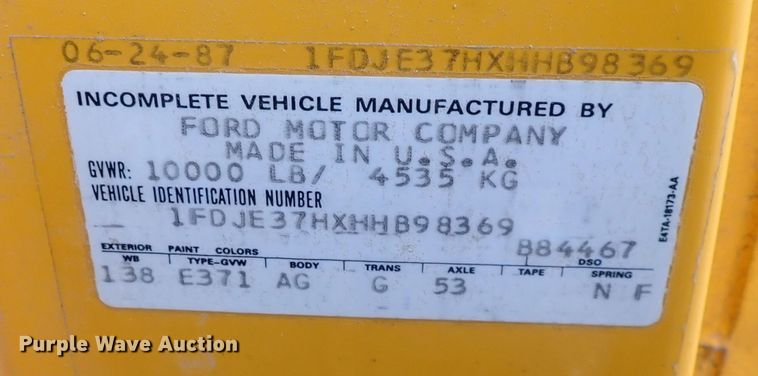 06-24-87 1FDJE37HXHHB98369
INCOMPLETE VEHICLE MANUFACTURED BY
FORD MOTOR COMPANY
MADE IN U.S.A.
GVWR: 10000 LB/ 4535 KG
VEHICLE IDENTIFICATION NUMBER
1FDJE37HXHHB98369
B84467
EXTERIOR PAINT COLORS DSO
WB TYPE-GVW BODY TRANS AXLE TAPE SPRING
138 E371 AG G 53 N F
E4TA-18173-AA
Purple Wave Auction